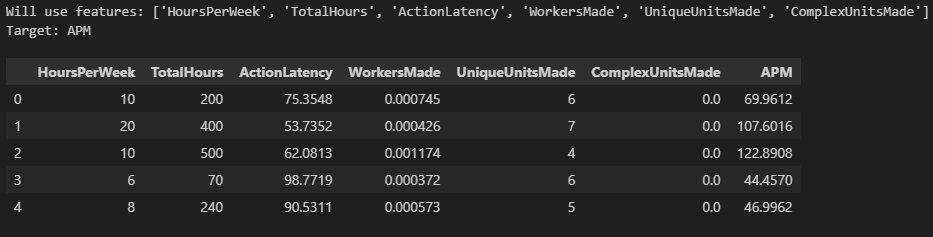 Will use features: ['HoursPerWeek', 'TotalHours', 'ActionLatency', 'WorkersMade', 'UniqueUnitsMade', 'ComplexUnitsMade']
Target: APM
HoursPerWeek TotalHours ActionLatency WorkersMade UniqueUnitsMade ComplexUnitsMade APM
0 10 200 75.3548 0.000745 6 0.0 69.9612
1 20 400 53.7352 0.000426 7 0.0 107.6016
2 10 500 62.0813 0.001174 4 0.0 122.8908
3 6 70 98.7719 0.000372 6 0.0 44.4570
4 8 240 90.5311 0.000573 5 0.0 46.9962